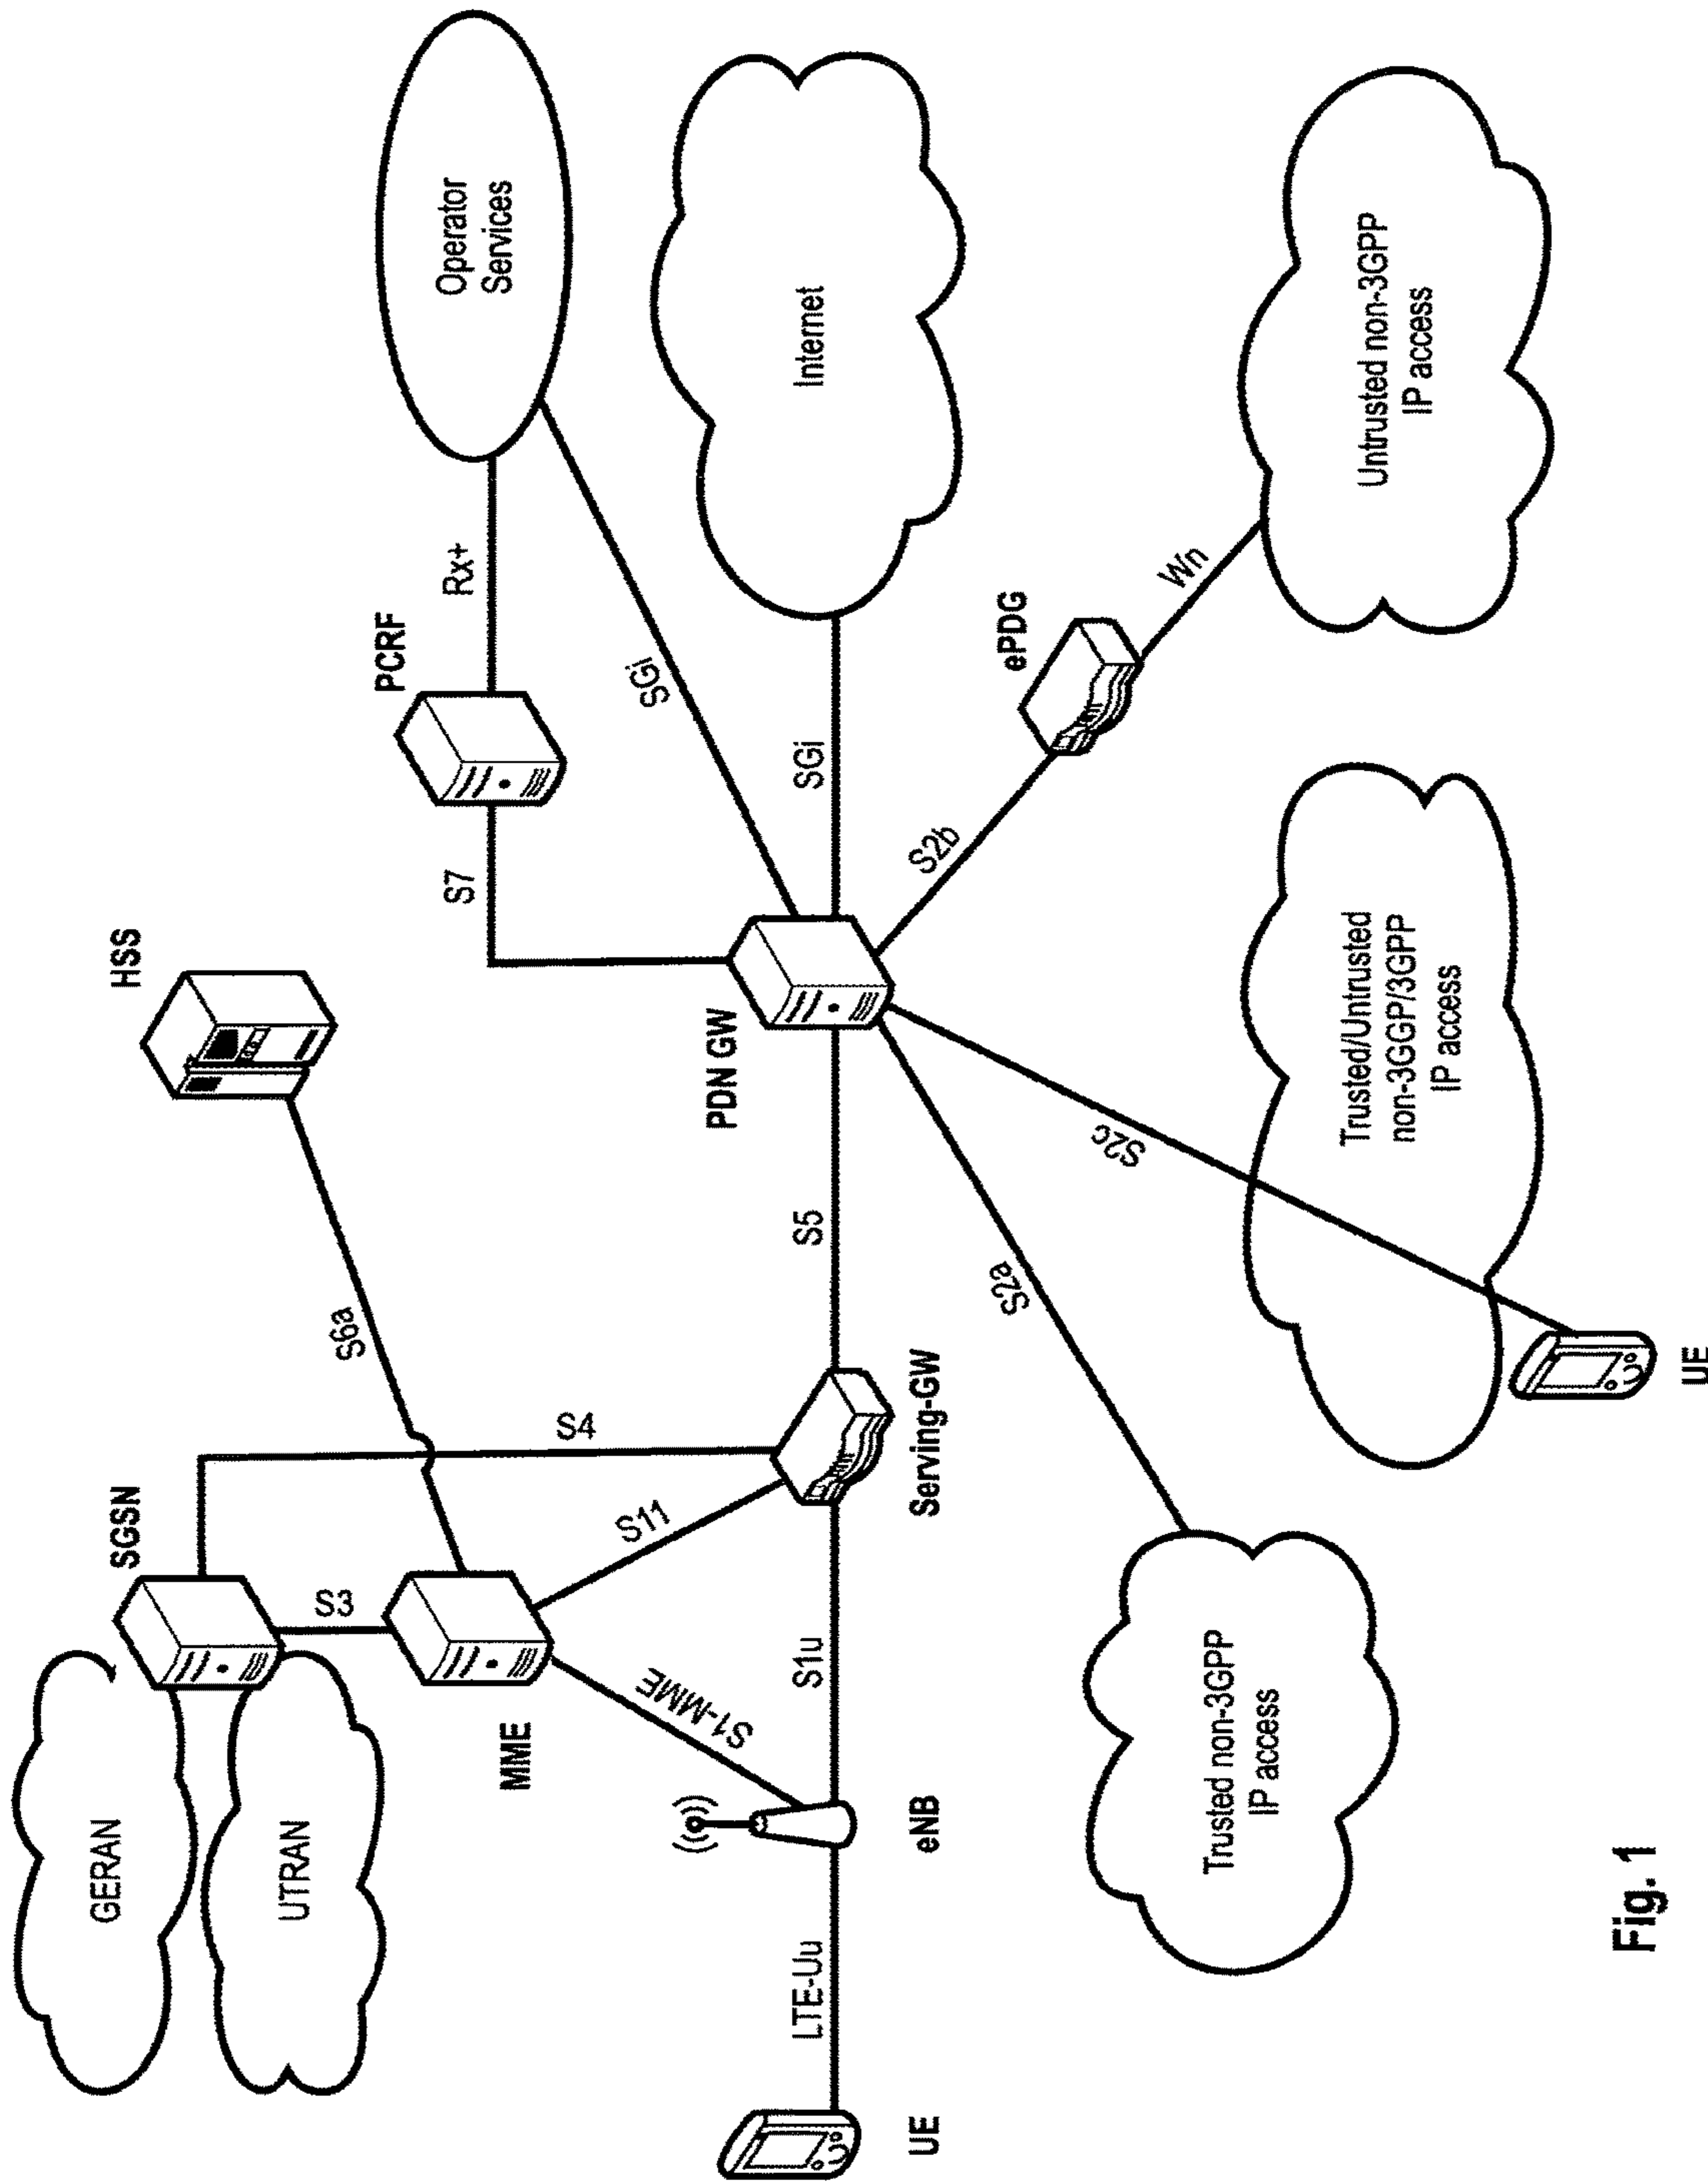 GERAN
UTRAN
SGSN
HSS
S3
S6a
S4
MME
S11
S1-MME
PCRF
S7
Rx+
Operator
Services
SGi
PDN GW
Internet
UE
LTE-Uu
eNB
S1u
Serving-GW
S5
SGi
S2a
S2c
S2b
ePDG
Wn
Trusted non-3GPP
IP access
Trusted/Untrusted
non-3GGP/3GPP
IP access
Untrusted non-3GPP
IP access
UE
Fig. 1